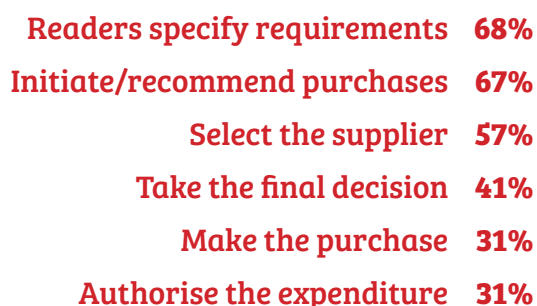 Readers specify requirements 68%
Initiate/recommend purchases 67%
Select the supplier 57%
Take the final decision 41%
Make the purchase 31%
Authorise the expenditure 31%